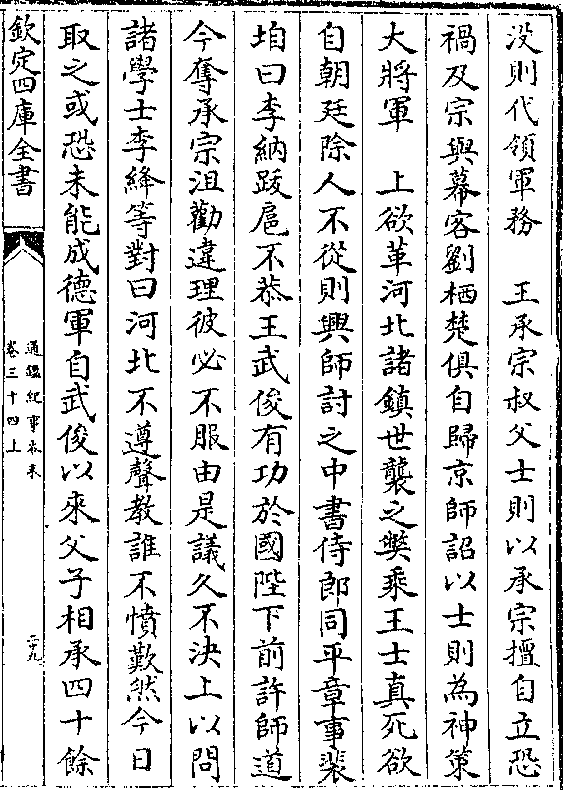 没則代領軍務　王承宗叔父士則以承宗擅自立恐
禍及宗與幕客劉栖楚俱自歸京師詔以士則為神策
大將軍　上欲革河北諸鎮世襲之弊乘王士真死欲
自朝廷除人不從則興師討之中書侍郎同平章事裴
垍曰李納跋扈不恭王武俊有功於國陛下前許師道
今奪承宗沮勸違理彼必不服由是議久不決上以問
諸學士李絳等對曰河北不遵聲教誰不憤歎然今日
取之或恐未能成德軍自武俊以來父子相承四十餘
欽定四庫全書
通鑑紀事本末
卷三十四上
二十九